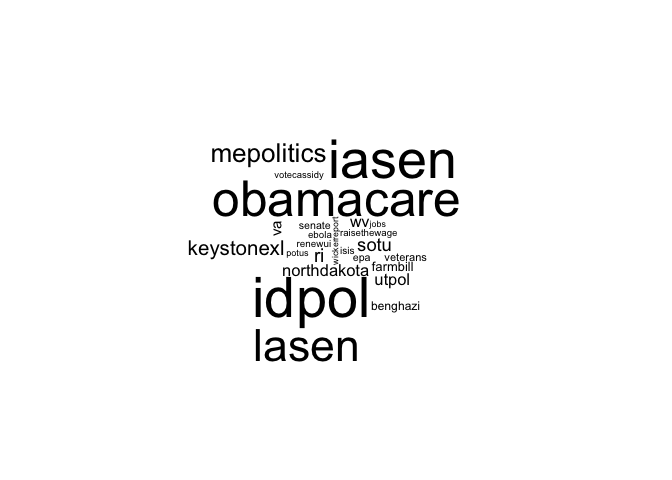 mepolitics iasen
votecassidy
obamacare
va senate wv jobs
ebola raisethewage
keystonexl potus renewui ri wickerreport isis sotu
epa veterans
northdakota farmbill
idpol utpol
benghazi
lasen